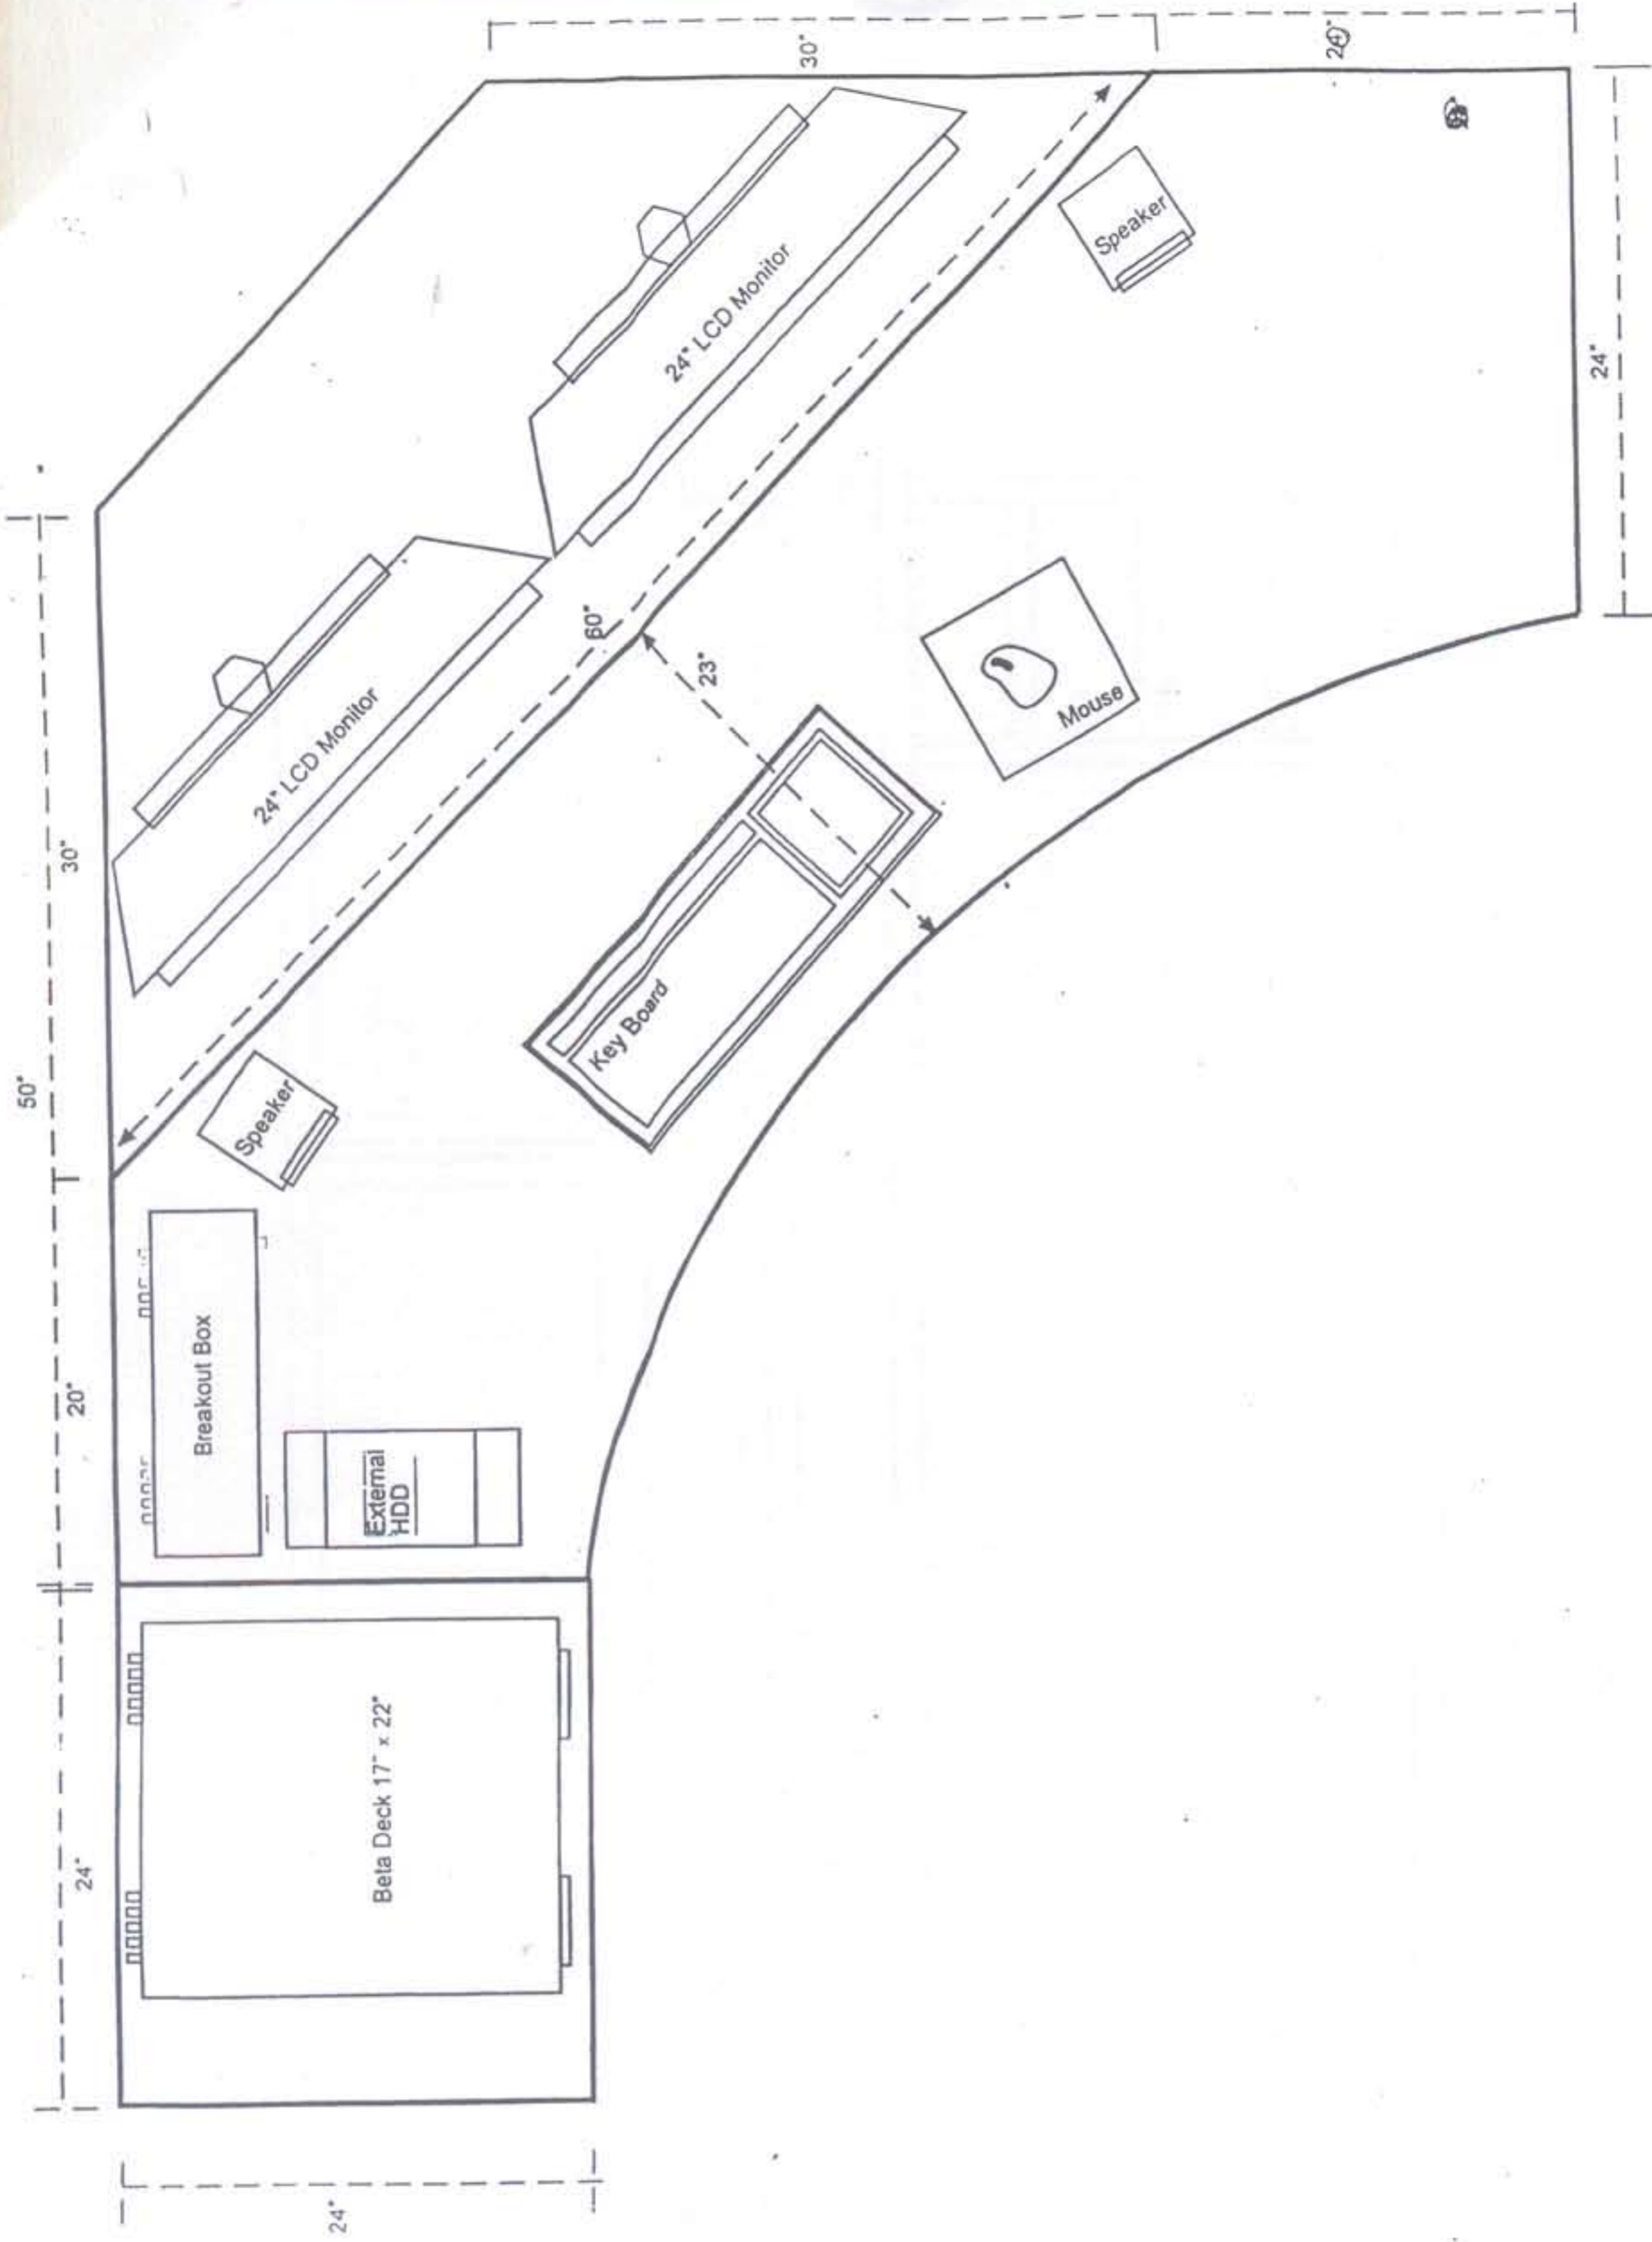 50"
24"
20"
30"
Breakout Box
Speaker
24" LCD Monitor
24" LCD Monitor
24"
Beta Deck 17" x 22"
External
HDD
60"
23"
30"
Key Board
Mouse
Speaker
24"